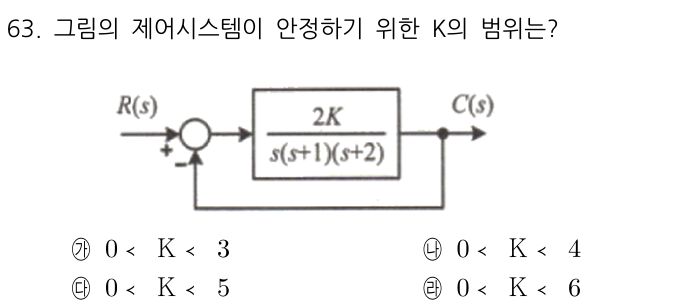 63. 그림의 제어시스템이 안정하기 위한 K의 범위는?
R(s) C(s)
2K
s(s+1)(s+2)
+
−
㉮ 0 < K < 3 ㉯ 0 < K < 4
㉰ 0 < K < 5 ㉱ 0 < K < 6